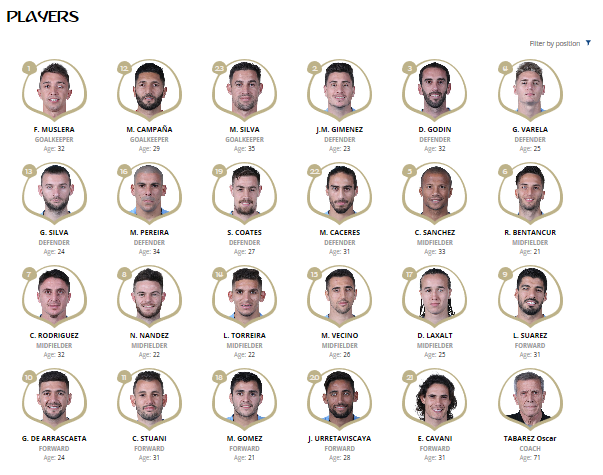 PLAYERS
Filter by position
1 12 23 2 3 4
F. MUSLERA M. CAMPAÑA M. SILVA J.M. GIMENEZ D. GODIN G. VARELA
GOALKEEPER GOALKEEPER GOALKEEPER DEFENDER DEFENDER DEFENDER
Age: 32 Age: 29 Age: 35 Age: 23 Age: 32 Age: 25
13 16 19 22 5 6
G. SILVA M. PEREIRA S. COATES M. CACERES C. SANCHEZ R. BENTANCUR
DEFENDER DEFENDER DEFENDER DEFENDER MIDFIELDER MIDFIELDER
Age: 24 Age: 34 Age: 27 Age: 31 Age: 33 Age: 21
7 8 14 15 17 9
C. RODRIGUEZ N. NANDEZ L. TORREIRA M. VECINO D. LAXALT L. SUAREZ
MIDFIELDER MIDFIELDER MIDFIELDER MIDFIELDER MIDFIELDER FORWARD
Age: 32 Age: 22 Age: 22 Age: 26 Age: 25 Age: 31
10 11 18 20 21
G. DE ARRASCAETA C. STUANI M. GOMEZ J. URRETAVISCAYA E. CAVANI TABAREZ Oscar
FORWARD FORWARD FORWARD FORWARD FORWARD COACH
Age: 24 Age: 31 Age: 21 Age: 28 Age: 31 Age: 71